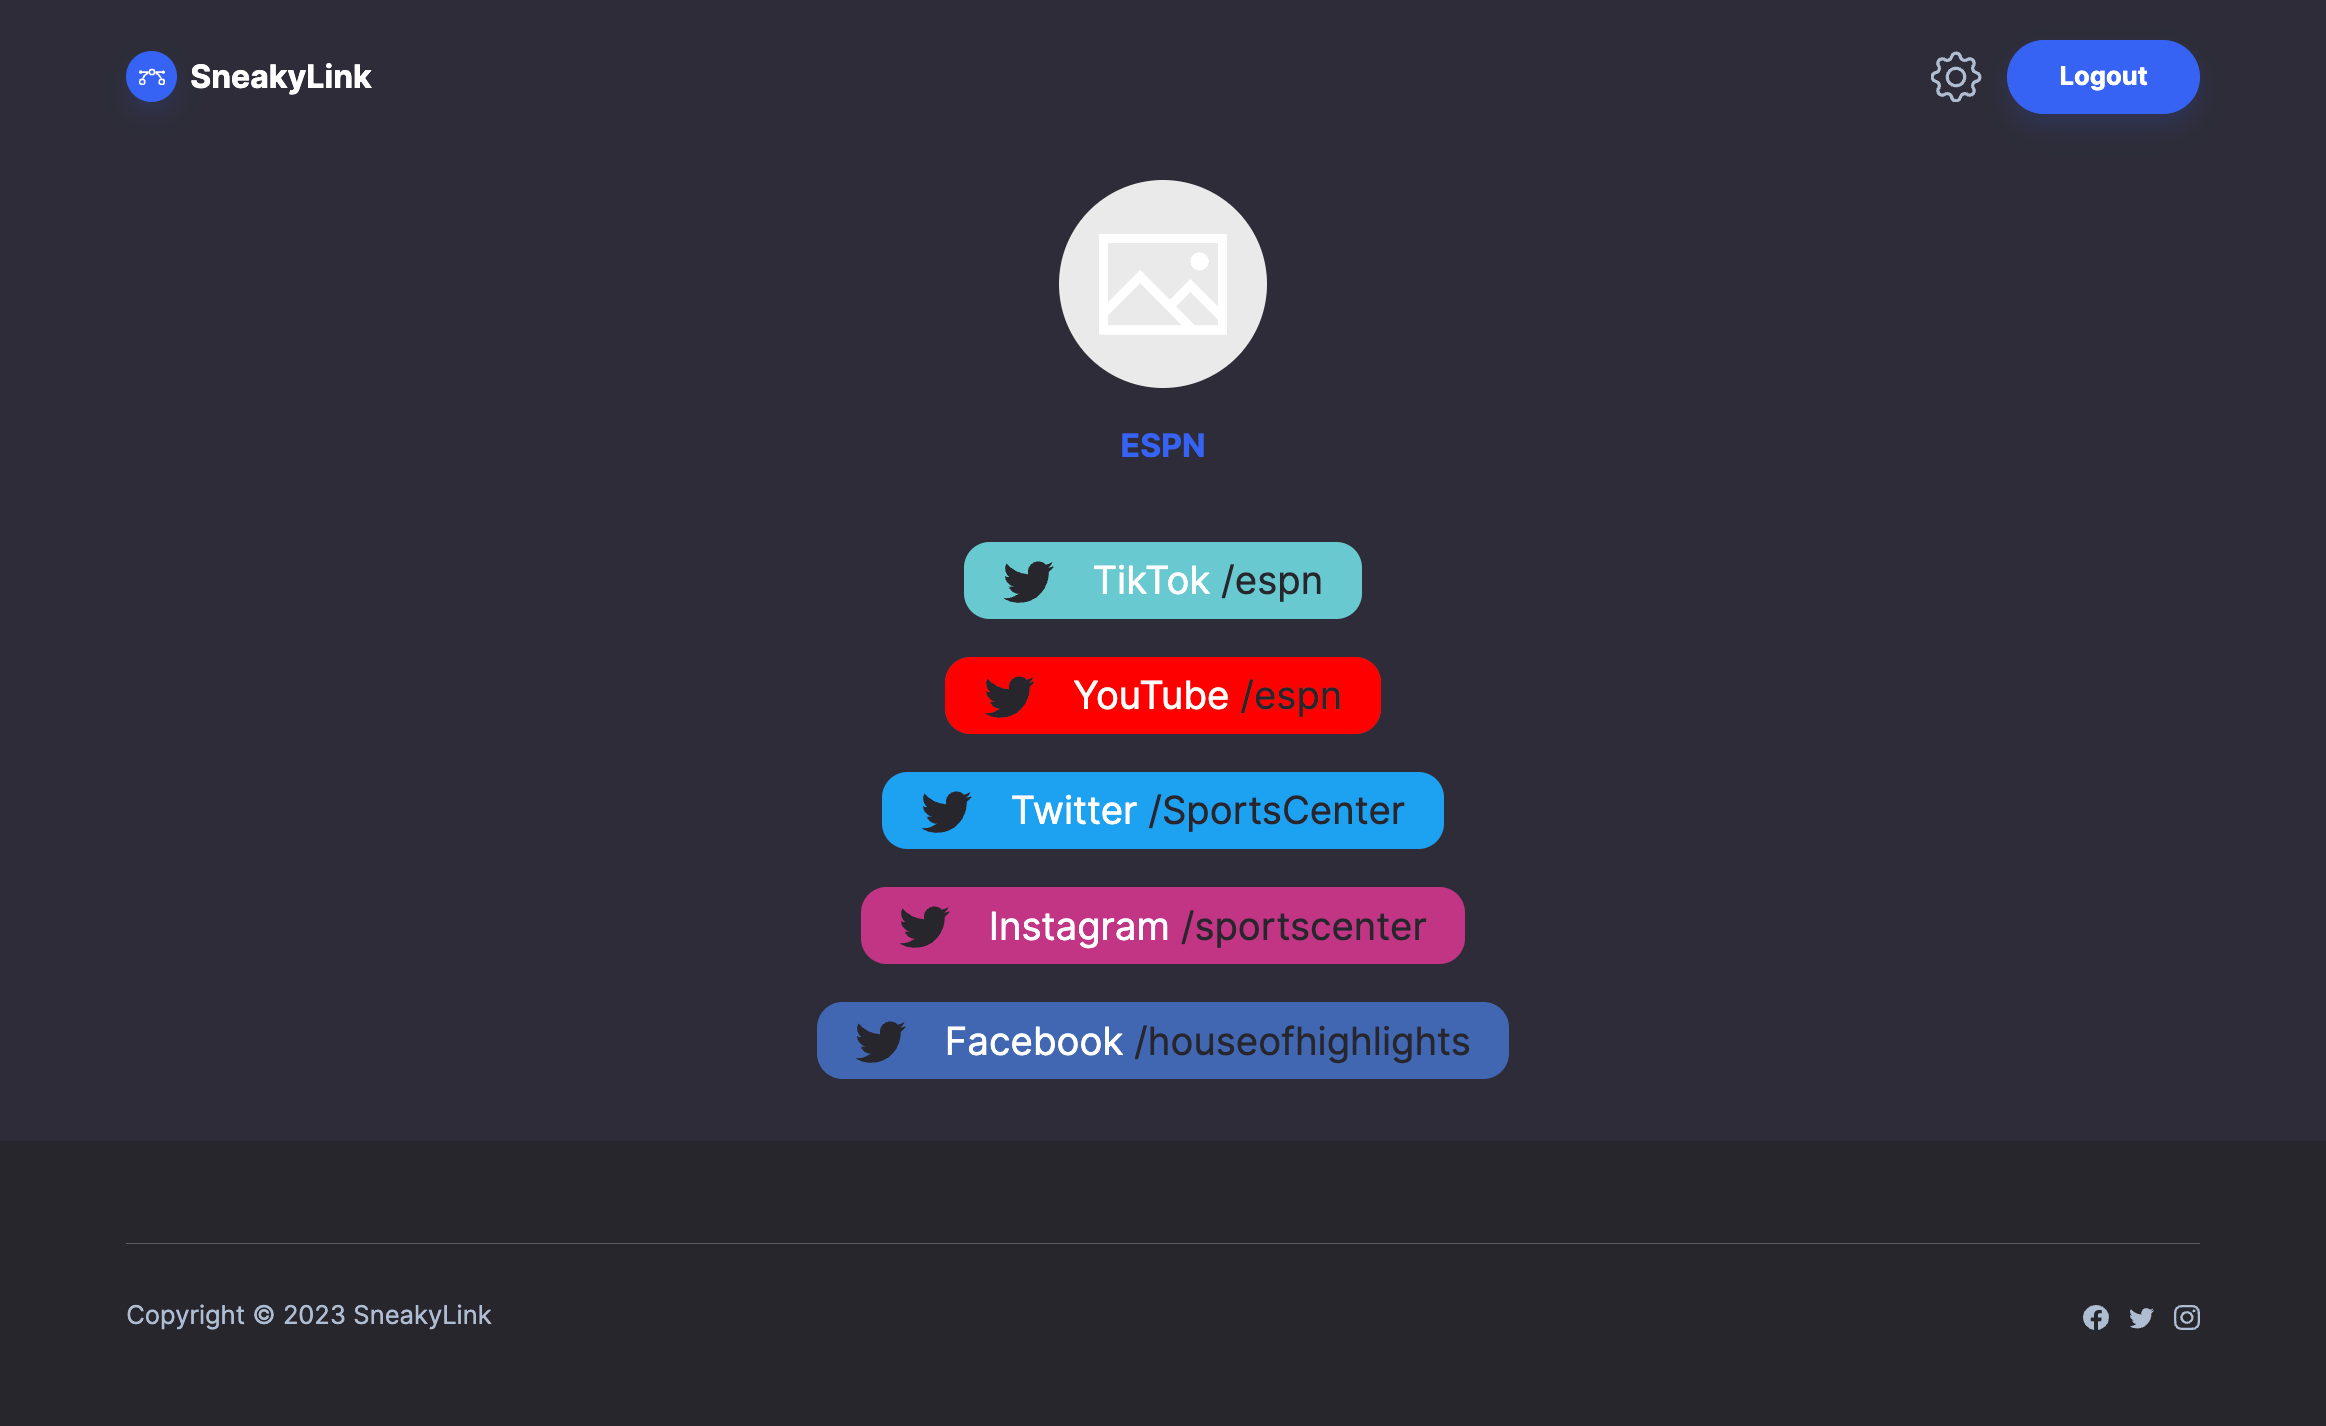 SneakyLink
Logout
ESPN
TikTok /espn
YouTube /espn
Twitter /SportsCenter
Instagram /sportscenter
Facebook /houseofhighlights
Copyright © 2023 SneakyLink